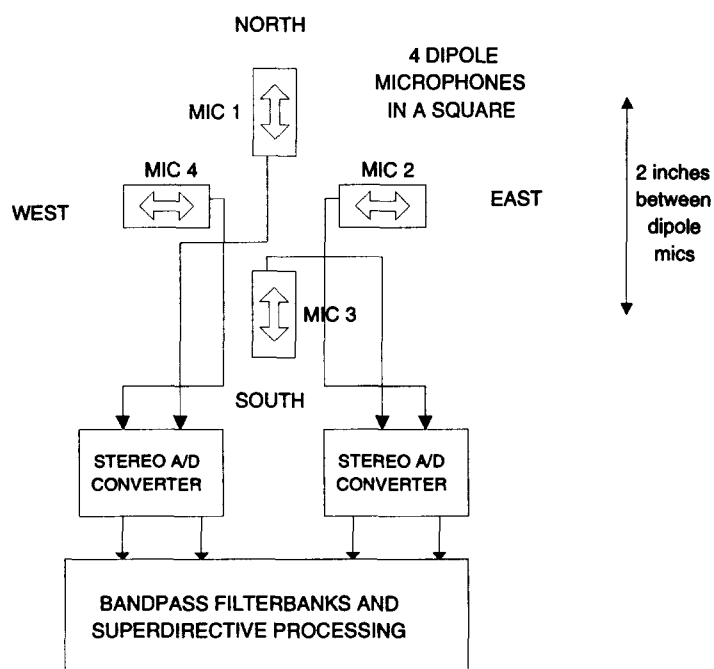 NORTH
4 DIPOLE
MICROPHONES
IN A SQUARE
MIC 1
MIC 4
MIC 2
2 inches
between
dipole
mics
WEST
EAST
MIC 3
SOUTH
STEREO A/D
CONVERTER
STEREO A/D
CONVERTER
BANDPASS FILTERBANKS AND
SUPERDIRECTIVE PROCESSING